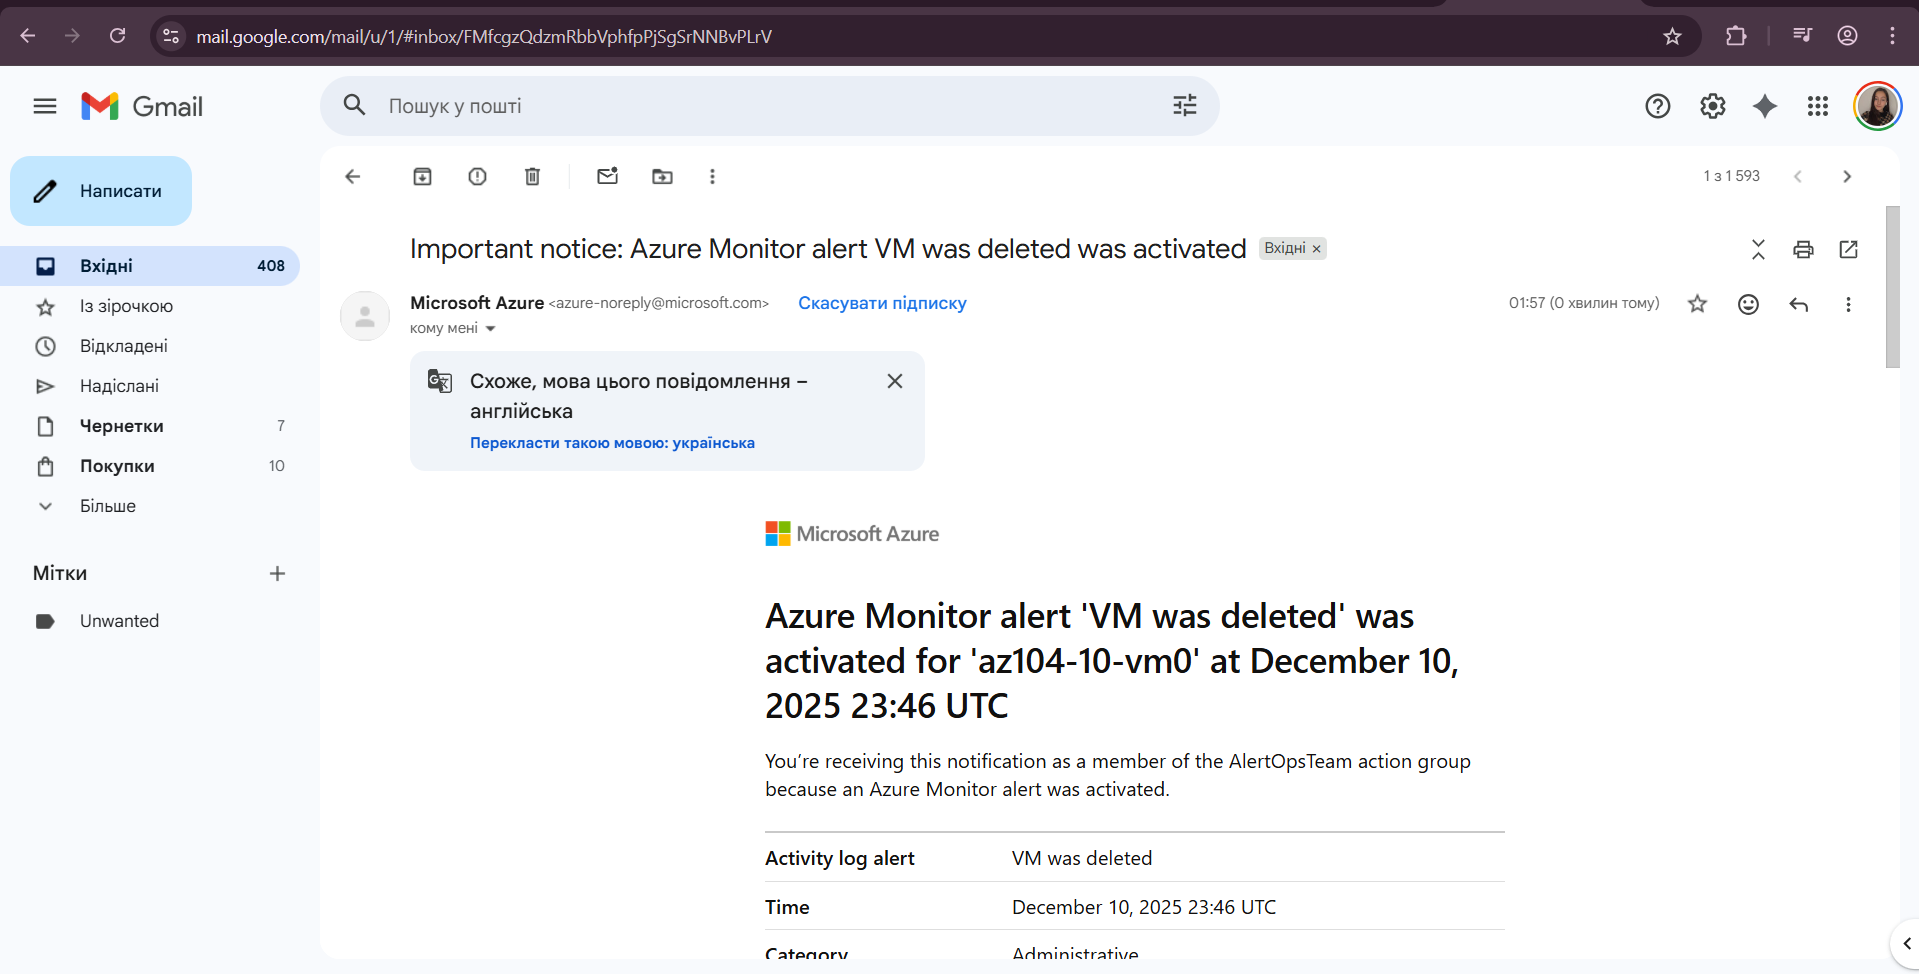 mail.google.com/mail/u/1/#inbox/FMfcgzQdzmRbbVphfpPjSgSrNNBvPLrV
Gmail
Пошук у пошті
Написати
1 з 1 593
Вхідні 408
Із зірочкою
Відкладені
Надіслані
Чернетки 7
Покупки 10
Більше
Мітки
Unwanted
Important notice: Azure Monitor alert VM was deleted was activated Вхідні ×
Microsoft Azure <azure-noreply@microsoft.com> Скасувати підписку 01:57 (0 хвилин тому)
кому мені
Схоже, мова цього повідомлення –
англійська
Перекласти такою мовою: українська
Microsoft Azure
Azure Monitor alert 'VM was deleted' was
activated for 'az104-10-vm0' at December 10,
2025 23:46 UTC
You’re receiving this notification as a member of the AlertOpsTeam action group
because an Azure Monitor alert was activated.
Activity log alert VM was deleted
Time December 10, 2025 23:46 UTC
Category Administrative